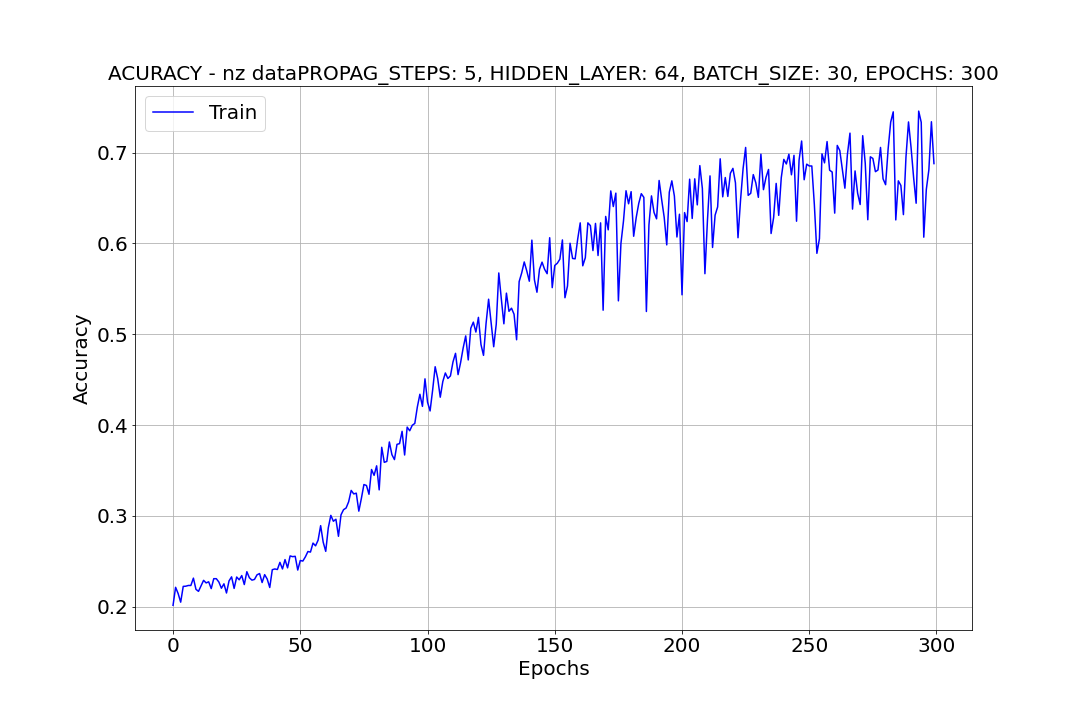 ACURACY - nz dataPROPAG_STEPS: 5, HIDDEN_LAYER: 64, BATCH_SIZE: 30, EPOCHS: 300
Train
0.7
0.6
0.5
0.4
0.3
0.2
Accuracy
0 50 100 150 200 250 300
Epochs